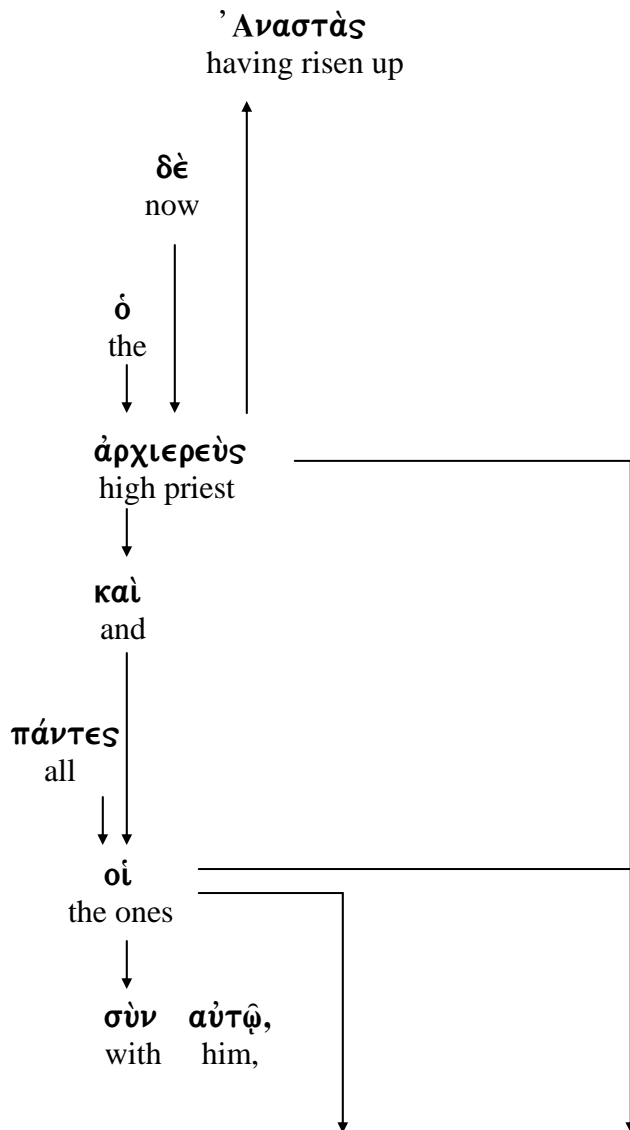 ᾿Αναστὰς
having risen up
δὲ
now
ὁ
the
ἀρχιερεὺς
high priest
καὶ
and
πάντες
all
οἱ
the ones
σὺν αὐτῷ,
with him,